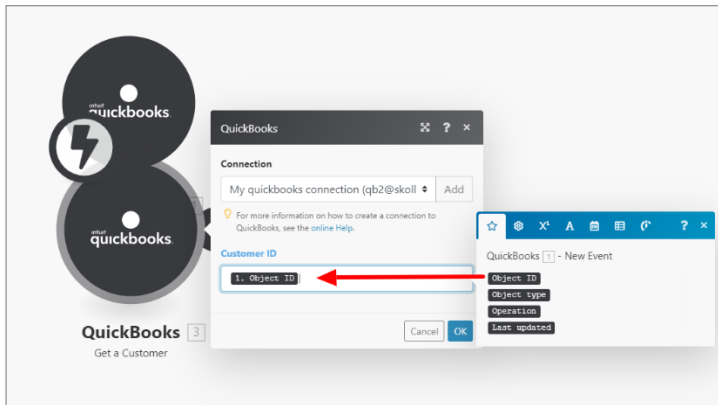 intuit
quickbooks.
intuit
quickbooks.
QuickBooks 3
Get a Customer
QuickBooks ? ×
Connection
My quickbooks connection (qb2@skoll Add
For more information on how to create a connection to
QuickBooks, see the online Help.
Customer ID
1. Object ID
Cancel OK
A ? ×
QuickBooks 1 - New Event
Object ID
Object type
Operation
Last updated